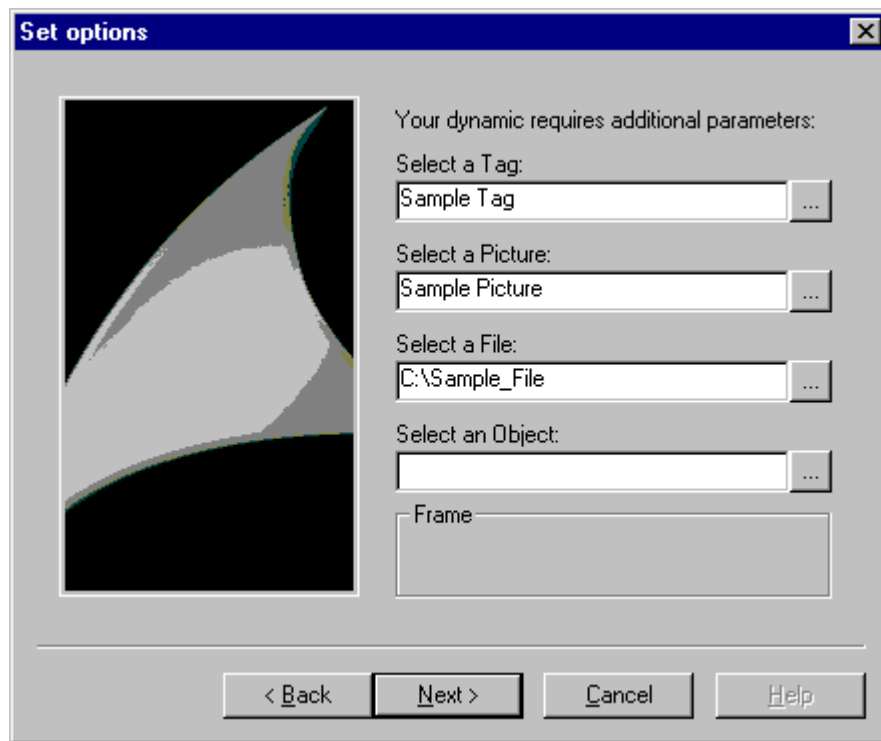 Set options
Your dynamic requires additional parameters:
Select a Tag:
Sample Tag
...
Select a Picture:
Sample Picture
...
Select a File:
C:\Sample_File
...
Select an Object:
...
Frame
< Back Next > Cancel Help